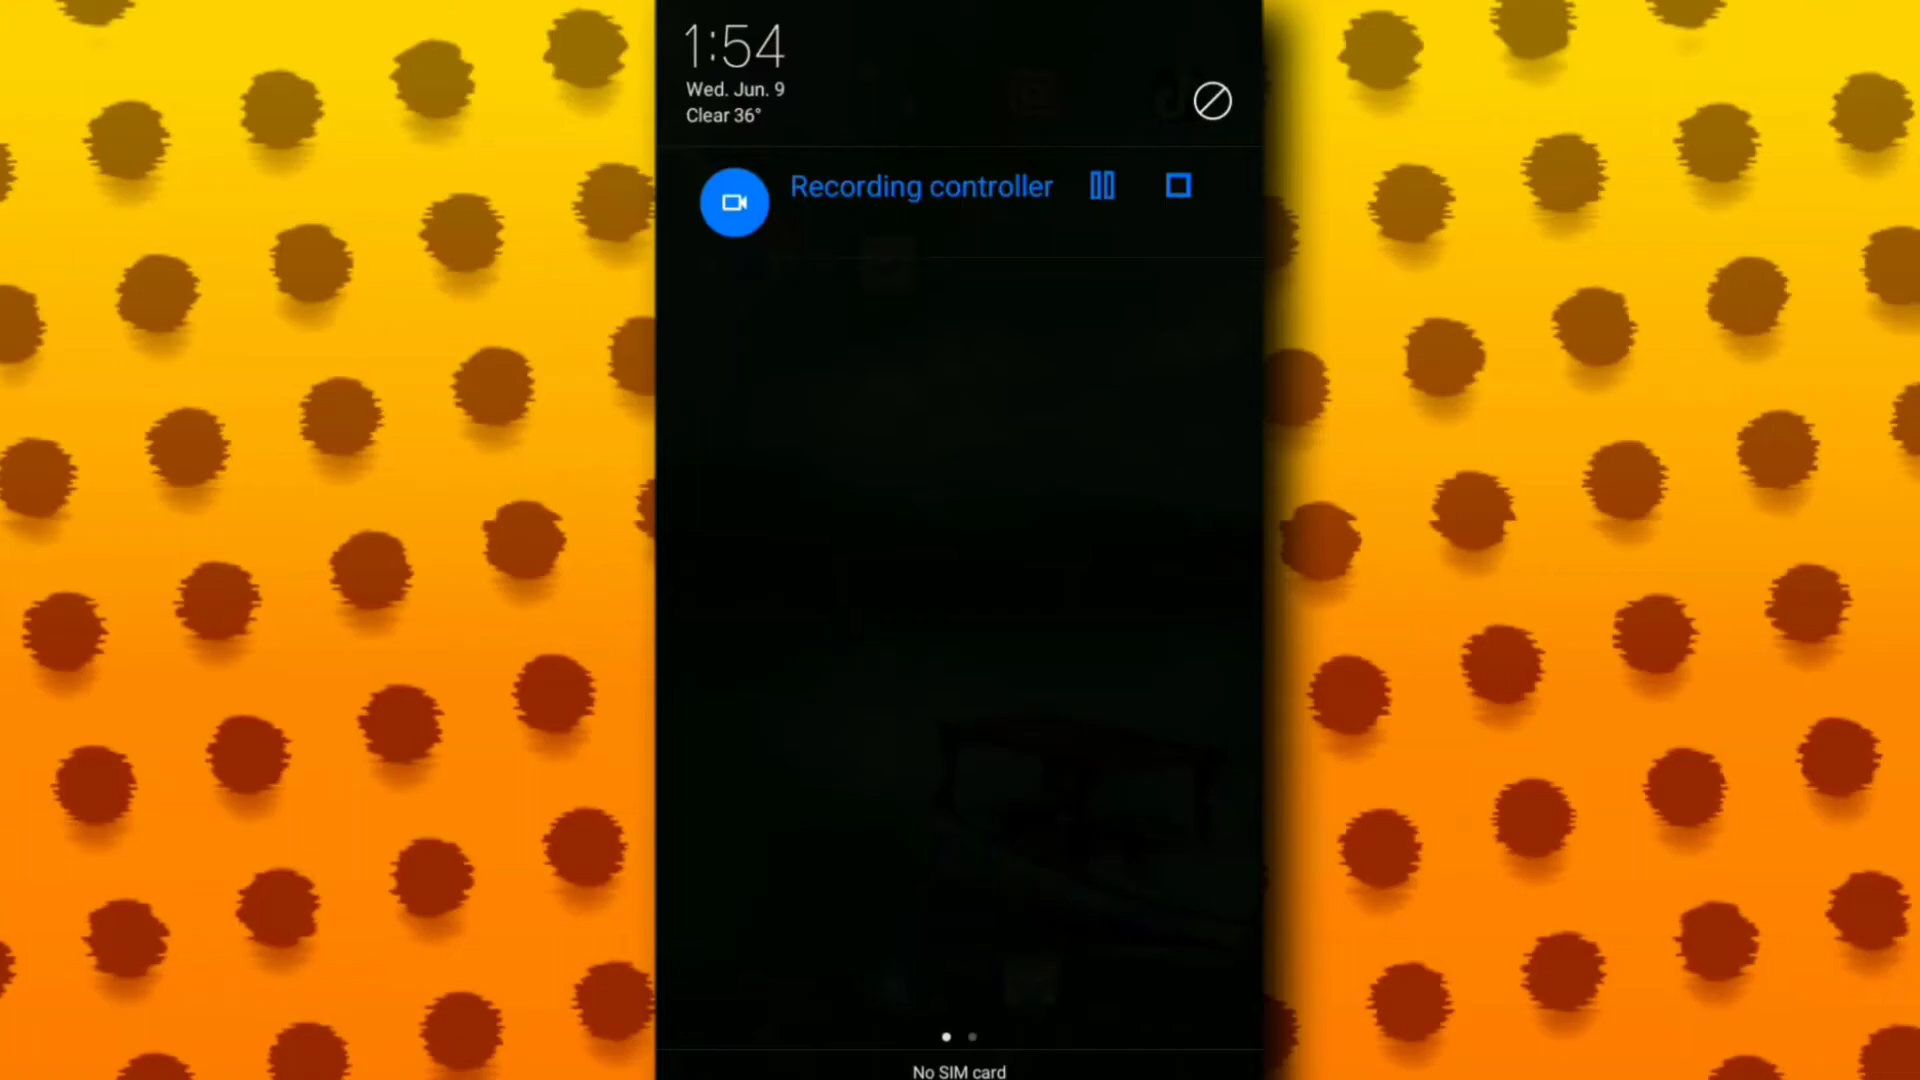 1:54
Wed. Jun. 9
Clear 36°
Recording controller
No SIM card